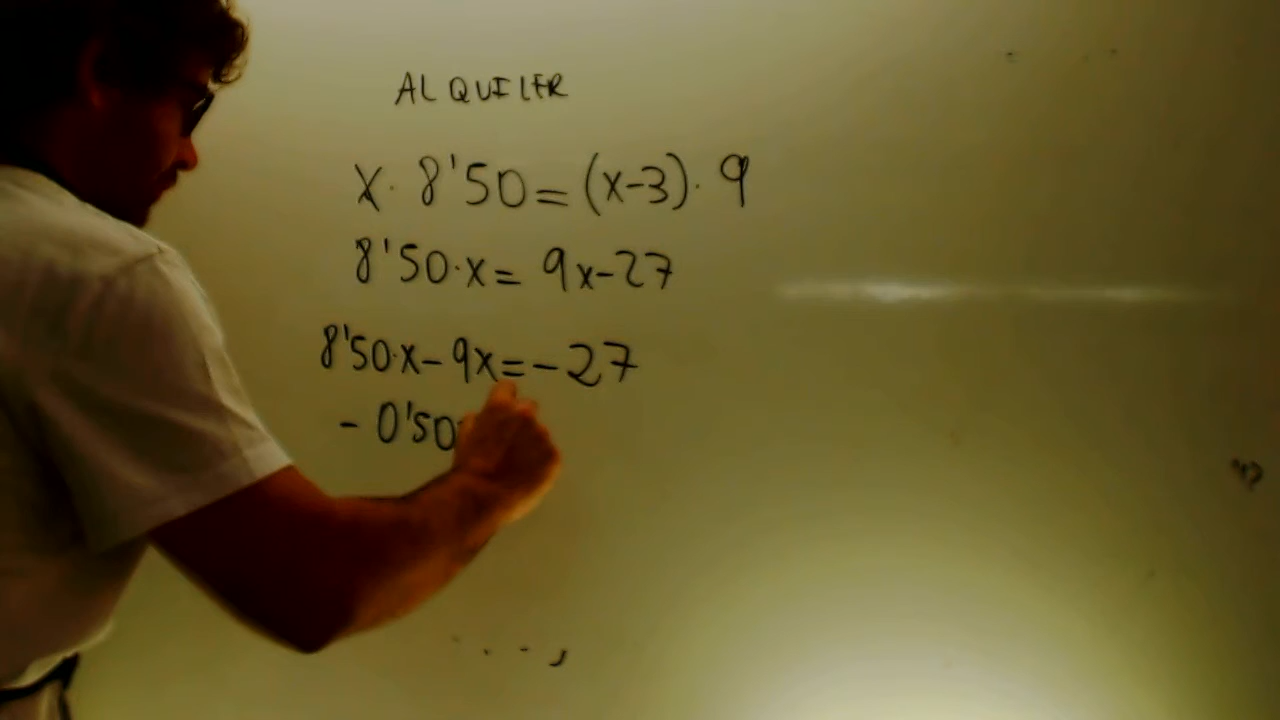 ALQUILER
x · 8'50 = (x-3) · 9
8'50 · x = 9x-27
8'50 · x - 9x = -27
- 0'50